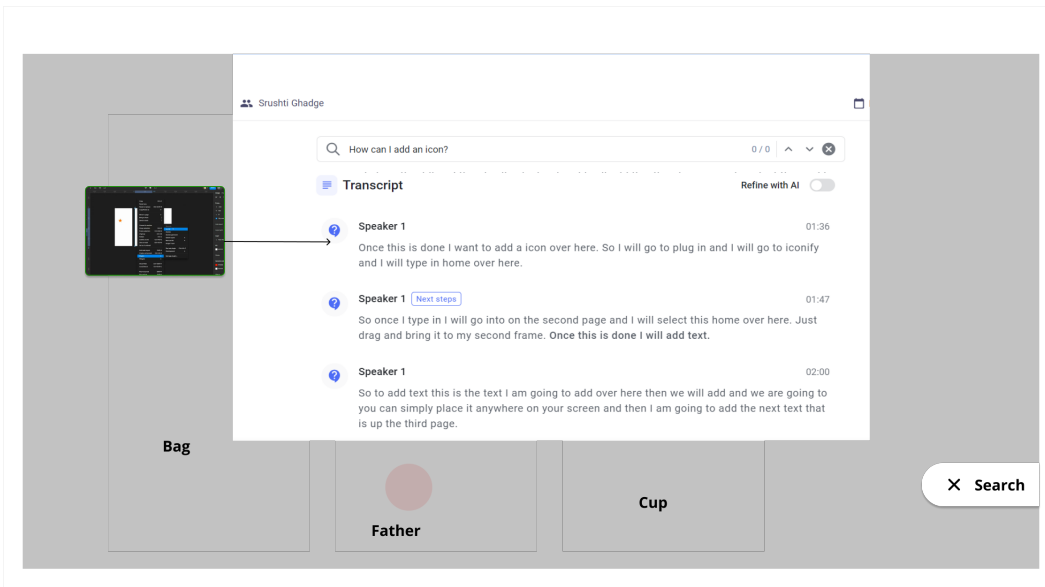 Srushti Ghadge
How can I add an icon?
0 / 0
Transcript
Refine with AI
Speaker 1
01:36
Once this is done I want to add a icon over here. So I will go to plug in and I will go to iconify
and I will type in home over here.
Speaker 1
Next steps
01:47
So once I type in I will go into on the second page and I will select this home over here. Just
drag and bring it to my second frame. Once this is done I will add text.
Speaker 1
02:00
So to add text this is the text I am going to add over here then we will add and we are going to
you can simply place it anywhere on your screen and then I am going to add the next text that
is up the third page.
Bag
Father
Cup
Search